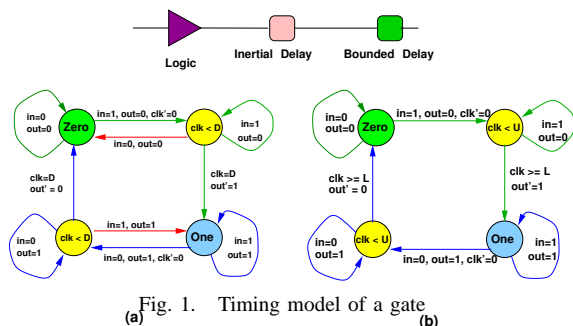 Logic
Inertial Delay
Bounded Delay
in=0
out=0
Zero
in=1, out=0, clk'=0
in=0, out=0
clk < D
in=1
out=0
clk=D
out' = 0
clk=D
out'=1
in=0
out=1
clk < D
in=1, out=1
in=0, out=1, clk'=0
One
in=1
out=1
in=0
out=0
Zero
in=1, out=0, clk'=0
clk < U
in=1
out=0
clk >= L
out' = 0
clk >= L
out'=1
in=0
out=1
clk < U
in=0, out=1, clk'=0
One
in=1
out=1
Fig. 1. Timing model of a gate
(a)
(b)